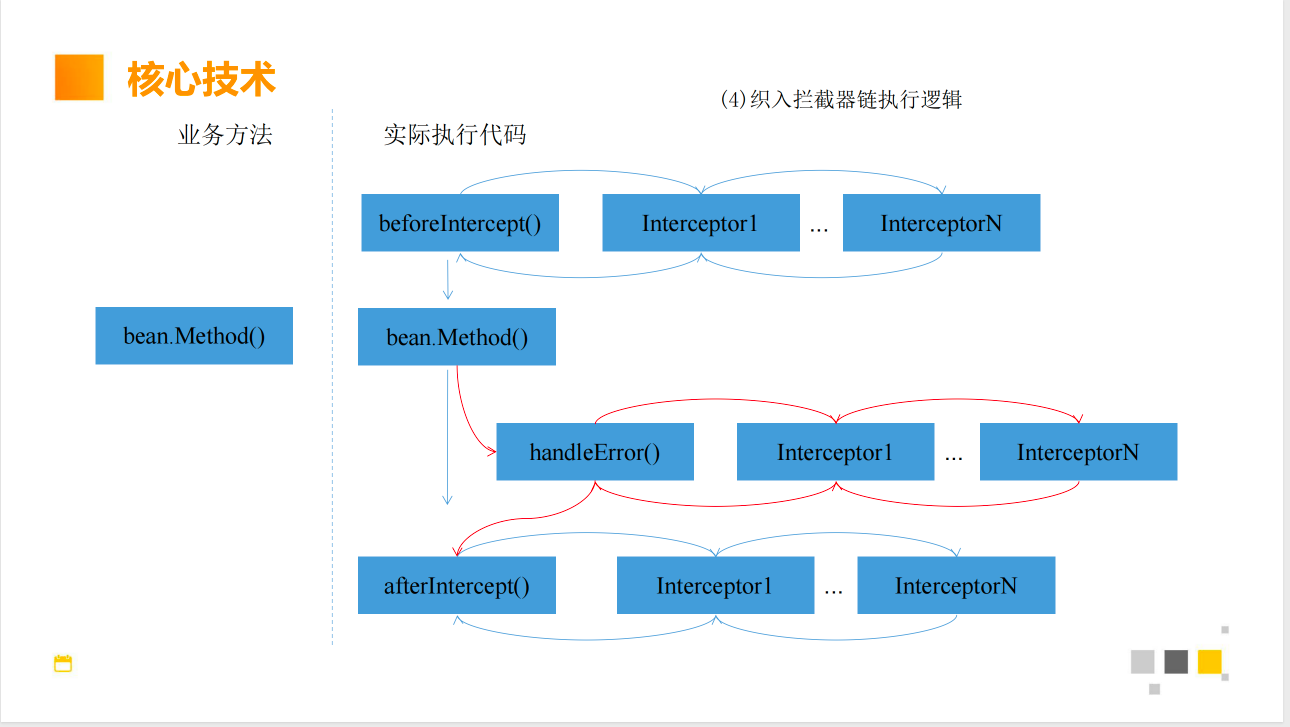 核心技术
(4)织入拦截器链执行逻辑
业务方法
实际执行代码
beforeIntercept()
Interceptor1
...
InterceptorN
bean.Method()
bean.Method()
handleError()
Interceptor1
...
InterceptorN
afterIntercept()
Interceptor1
...
InterceptorN